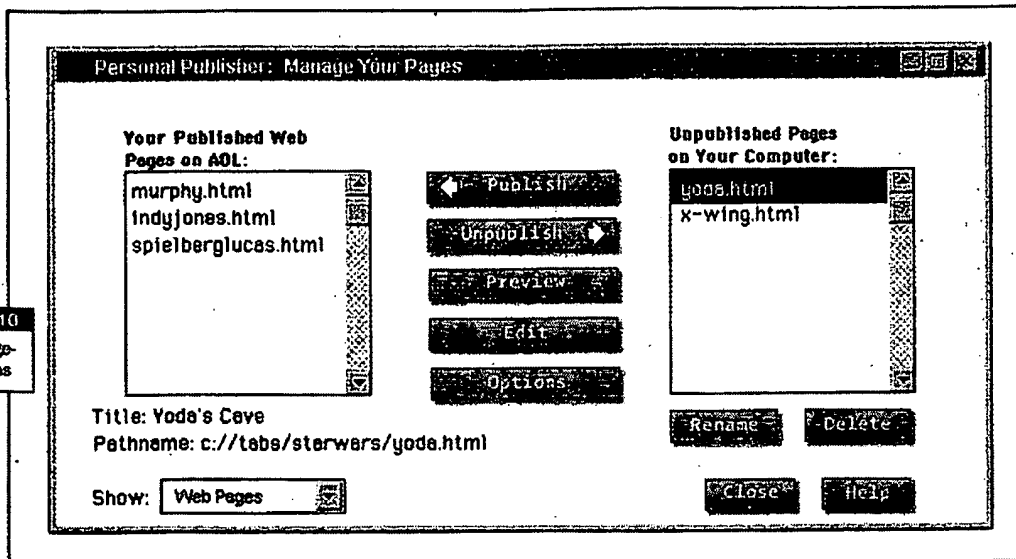 Personal Publisher: Manage Your Pages
Your Published Web
Pages on AOL:
murphy.html
indyjones.html
spielberglucas.html
Publish
Unpublish
Preview
Edit
Options
Unpublished Pages
on Your Computer:
yoda.html
x-wing.html
10
Title: Yoda's Cave
Pathname: c://tabs/starwars/yoda.html
Rename
Delete
Show: Web Pages
Close
Help